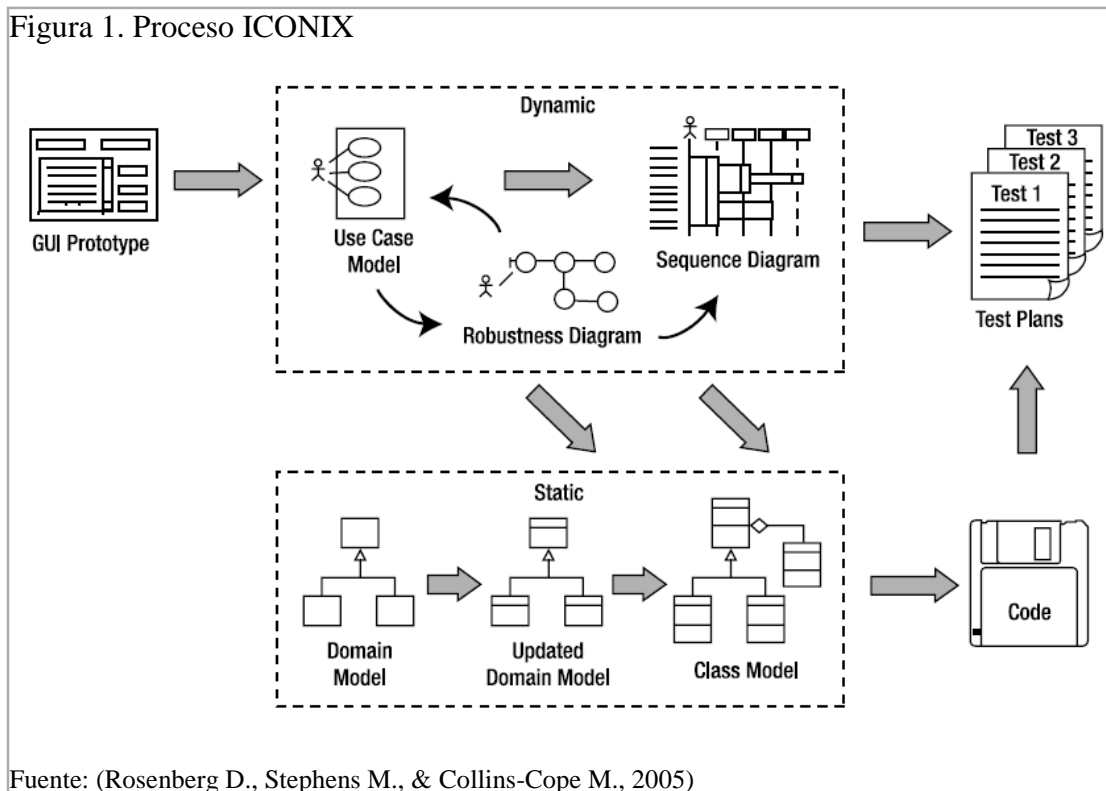 Figura 1. Proceso ICONIX
Dynamic
GUI Prototype
Use Case
Model
Robustness Diagram
Sequence Diagram
Test 3
Test 2
Test 1
Test Plans
Static
Domain
Model
Updated
Domain Model
Class Model
Code
Fuente: (Rosenberg D., Stephens M., & Collins-Cope M., 2005)